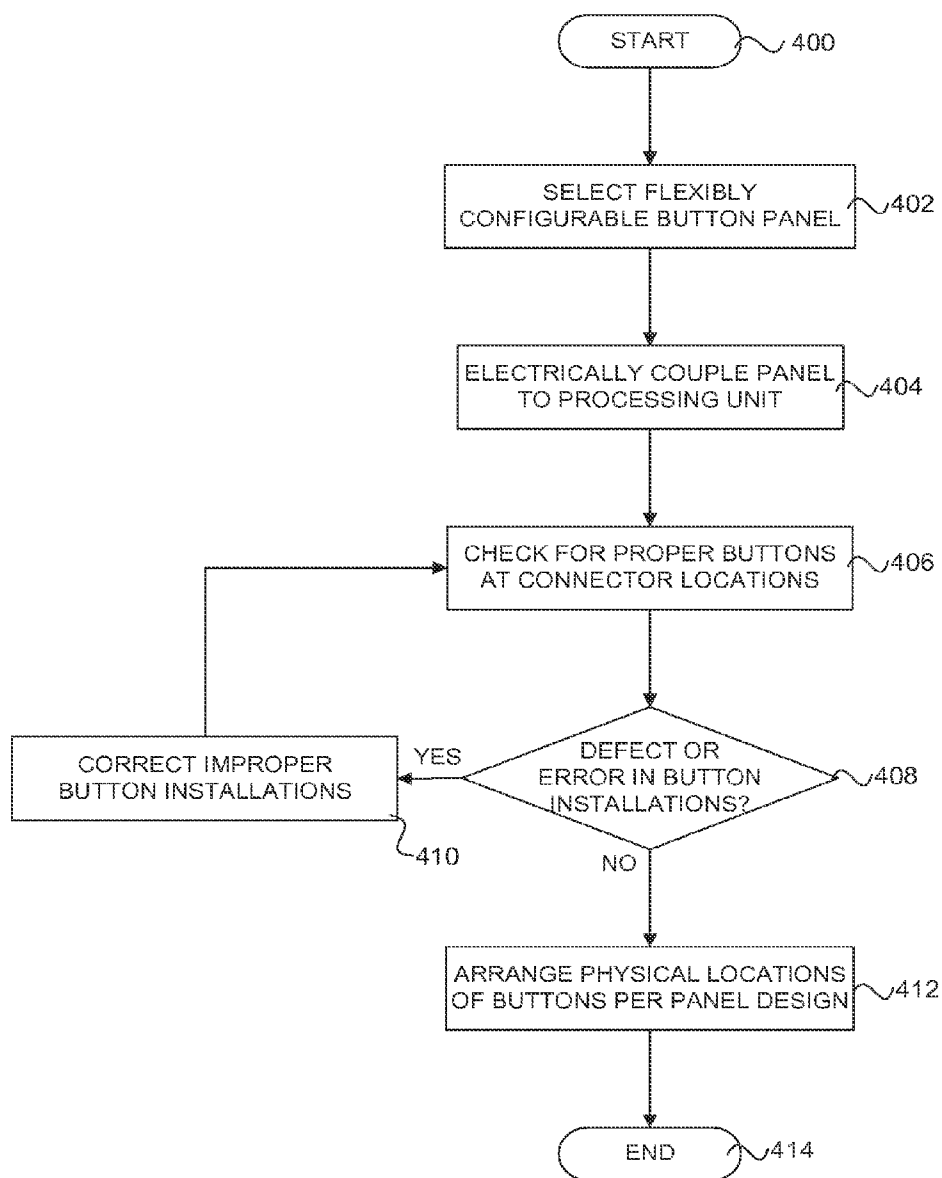 START
400
SELECT FLEXIBLY
CONFIGURABLE BUTTON PANEL
402
ELECTRICALLY COUPLE PANEL
TO PROCESSING UNIT
404
CHECK FOR PROPER BUTTONS
AT CONNECTOR LOCATIONS
406
DEFECT OR
ERROR IN BUTTON
INSTALLATIONS?
408
YES
CORRECT IMPROPER
BUTTON INSTALLATIONS
410
NO
ARRANGE PHYSICAL LOCATIONS
OF BUTTONS PER PANEL DESIGN
412
END
414